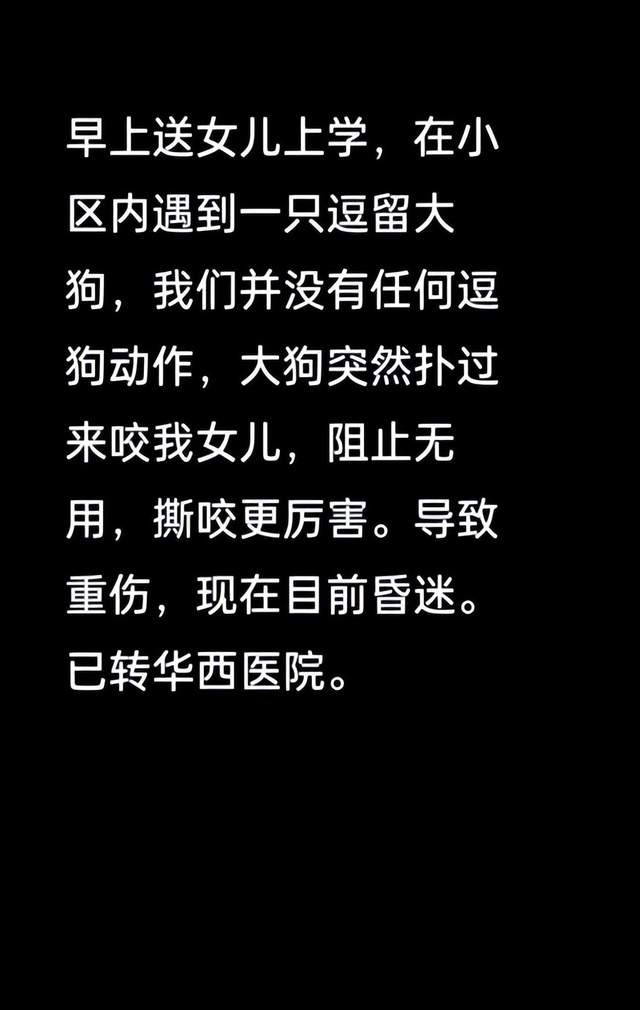 早上送女儿上学，在小
区内遇到一只逗留大
狗，我们并没有任何逗
狗动作，大狗突然扑过
来咬我女儿，阻止无
用，撕咬更厉害。导致
重伤，现在目前昏迷。
已转华西医院。